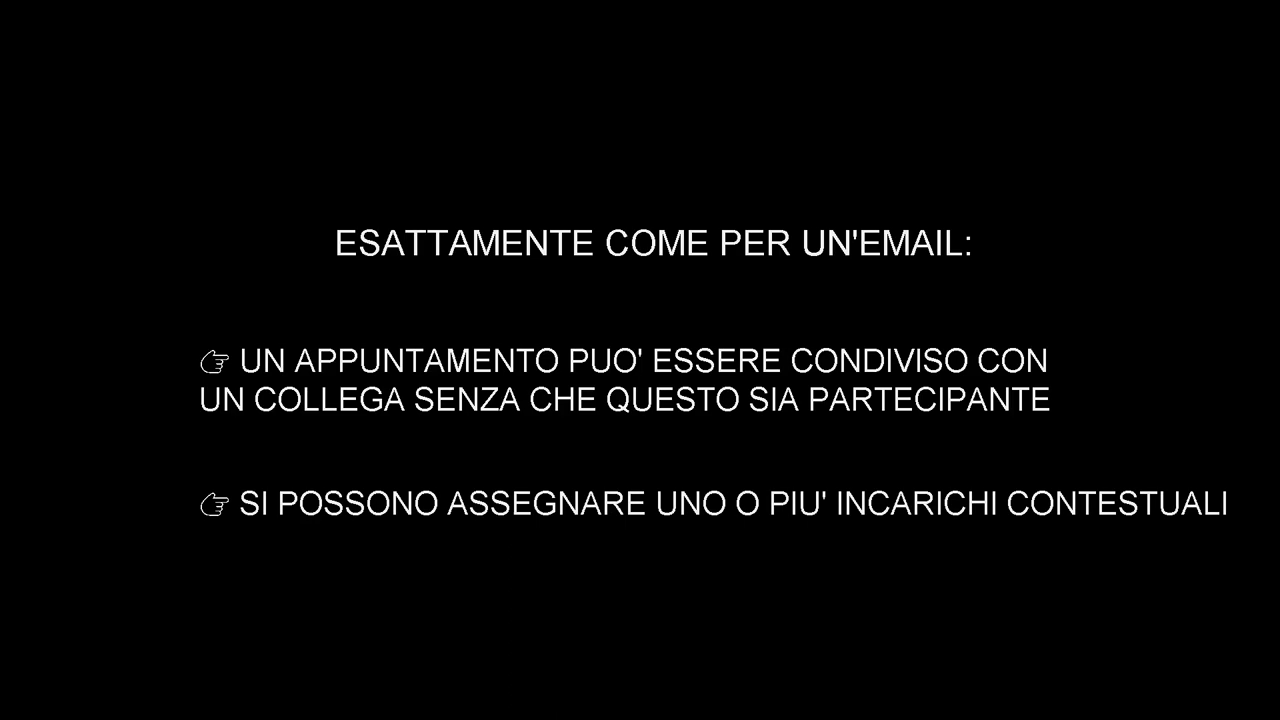 ESATTAMENTE COME PER UN'EMAIL:
☞ UN APPUNTAMENTO PUO' ESSERE CONDIVISO CON
UN COLLEGA SENZA CHE QUESTO SIA PARTECIPANTE
☞ SI POSSONO ASSEGNARE UNO O PIU' INCARICHI CONTESTUALI